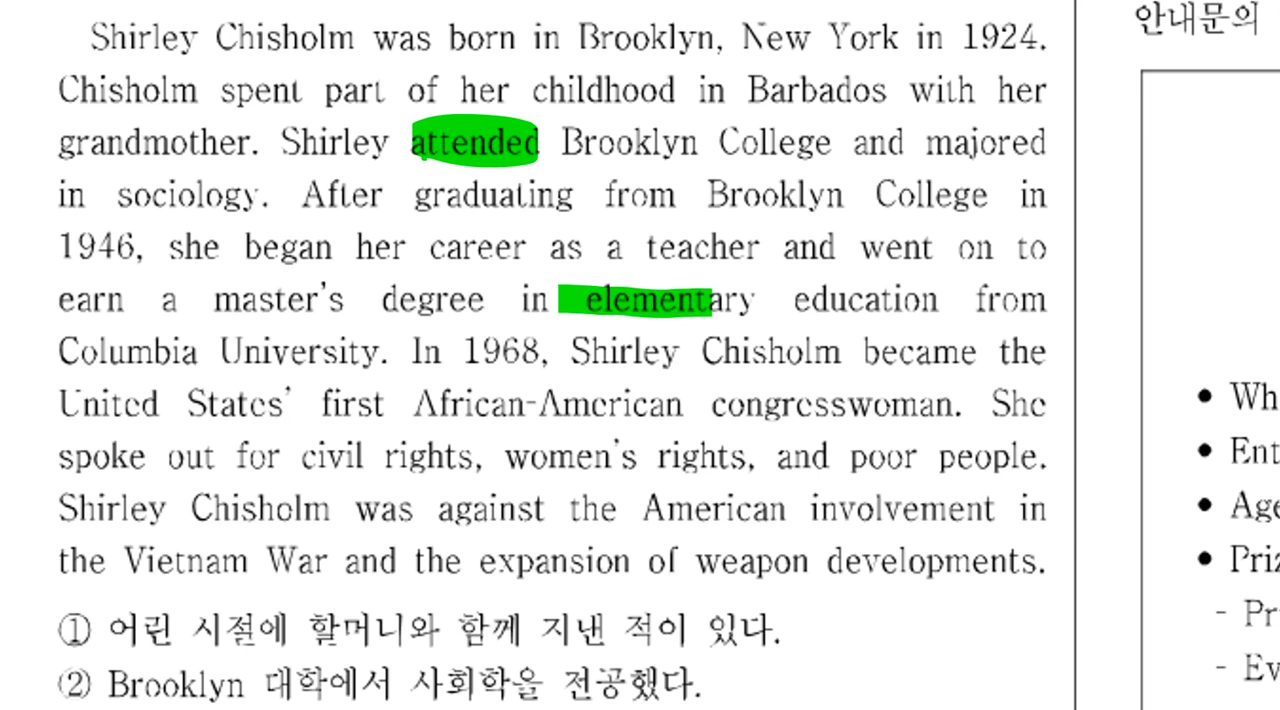 Shirley Chisholm was born in Brooklyn, New York in 1924.
Chisholm spent part of her childhood in Barbados with her
grandmother. Shirley attended Brooklyn College and majored
in sociology. After graduating from Brooklyn College in
1946, she began her career as a teacher and went on to
earn a master's degree in elementary education from
Columbia University. In 1968, Shirley Chisholm became the
United States' first African-American congresswoman. She
spoke out for civil rights, women's rights, and poor people.
Shirley Chisholm was against the American involvement in
the Vietnam War and the expansion of weapon developments.
① 어린 시절에 할머니와 함께 지낸 적이 있다.
② Brooklyn 대학에서 사회학을 전공했다.
안내문의
• Wh
• Ent
• Age
• Priz
- Pr
- Ev